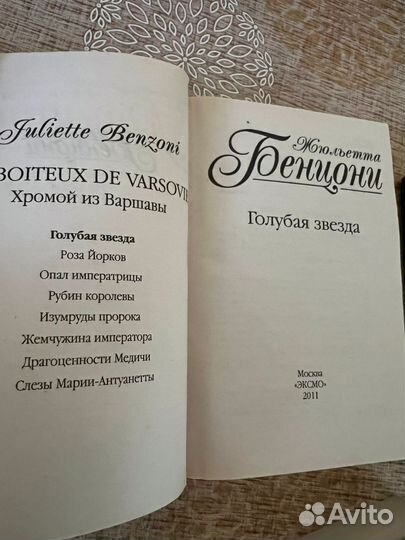 Juliette Benzoni
BOITEUX DE VARSOVIE
Хромой из Варшавы
Голубая звезда
Роза Йорков
Опал императрицы
Рубин королевы
Изумруды пророка
Жемчужина императора
Драгоценности Медичи
Слезы Марии-Антуанетты
Жюльетта
Бенцони
Голубая звезда
Москва
«ЭКСМО»
2011
Avito